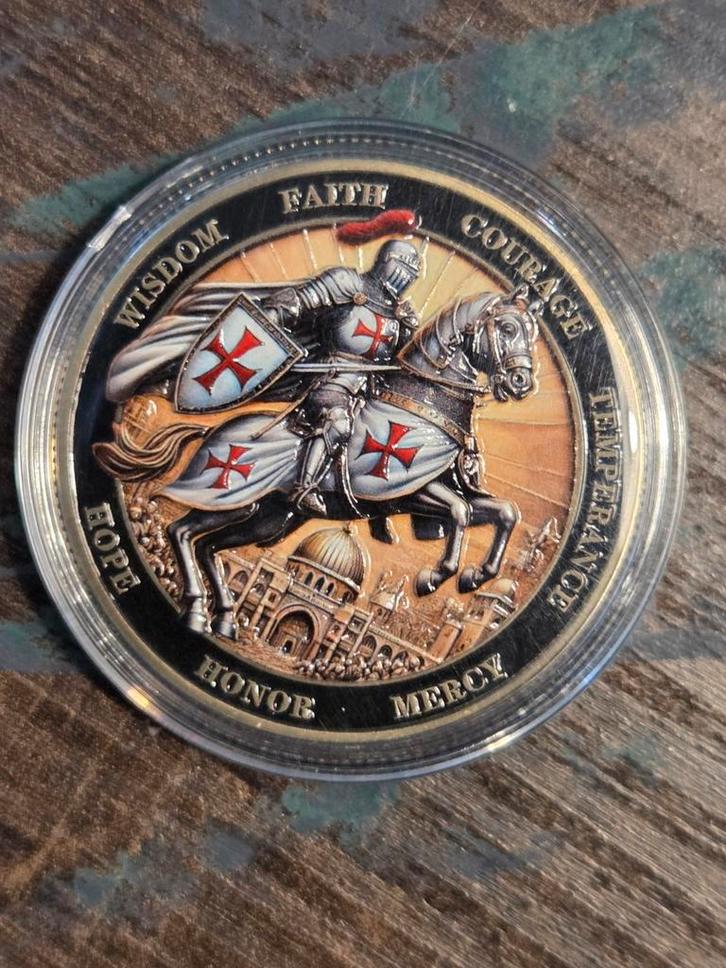 WISDOM
FAITH
COURAGE
TEMPERANCE
MERCY
HONOR
HOPE